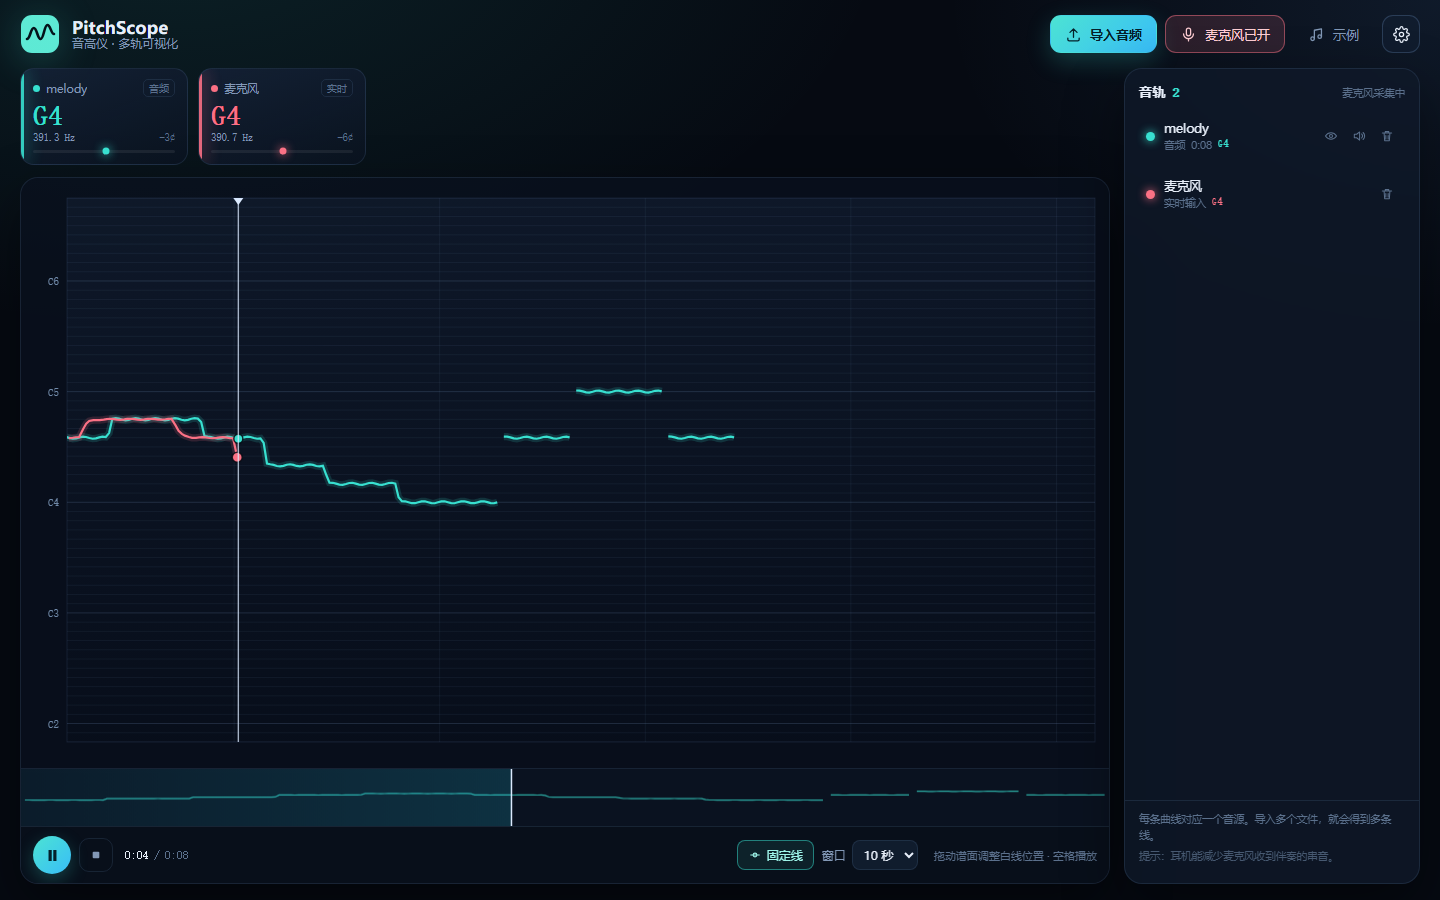 PitchScope
音高仪 · 多轨可视化
导入音频
麦克风已开
示例
melody
音频
G4
391.3 Hz
-3¢
麦克风
实时
G4
390.7 Hz
-6¢
音轨 2
麦克风采集中
melody
音频 0:08 G4
麦克风
实时输入 G4
C6
C5
C4
C3
C2
0:04 / 0:08
固定线
窗口
10 秒
拖动谱面调整白线位置 · 空格播放
每条曲线对应一个音源。导入多个文件，就会得到多条
线。
提示：耳机能减少麦克风收到伴奏的串音。